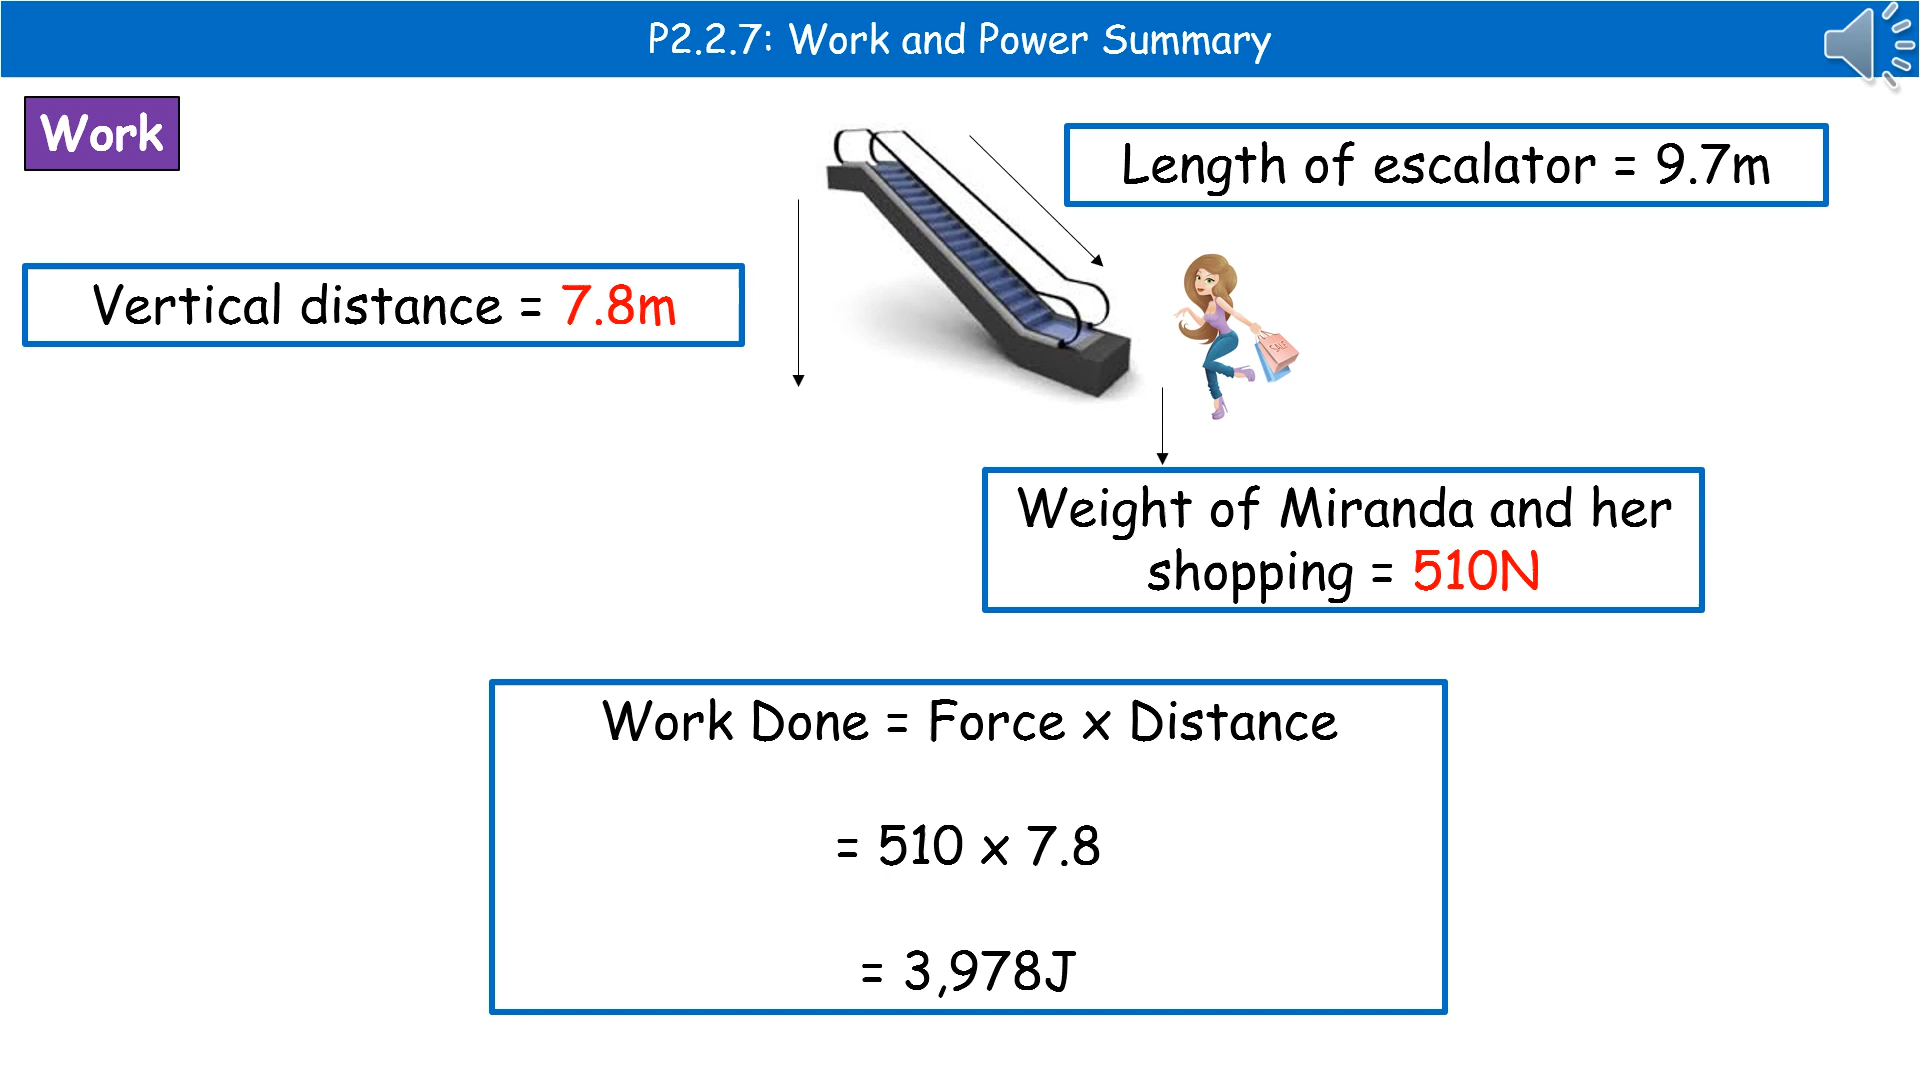 P2.2.7: Work and Power Summary
Work
Length of escalator = 9.7m
Vertical distance = 7.8m
SALE
Weight of Miranda and her
shopping = 510N
Work Done = Force x Distance
= 510 x 7.8
= 3,978J